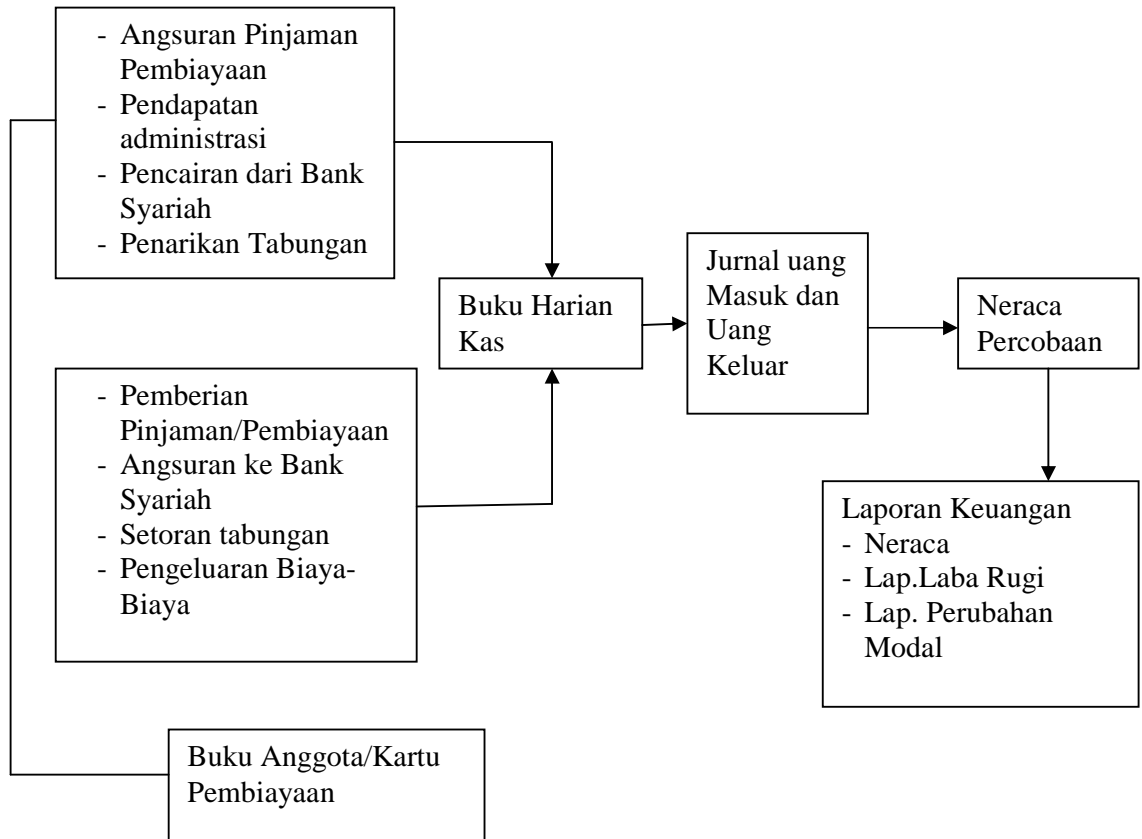 - Angsuran Pinjaman
Pembiayaan
- Pendapatan
administrasi
- Pencairan dari Bank
Syariah
- Penarikan Tabungan
Buku Harian
Kas
Jurnal uang
Masuk dan
Uang
Keluar
Neraca
Percobaan
- Pemberian
Pinjaman/Pembiayaan
- Angsuran ke Bank
Syariah
- Setoran tabungan
- Pengeluaran Biaya-
Biaya
Laporan Keuangan
- Neraca
- Lap.Laba Rugi
- Lap. Perubahan
Modal
Buku Anggota/Kartu
Pembiayaan